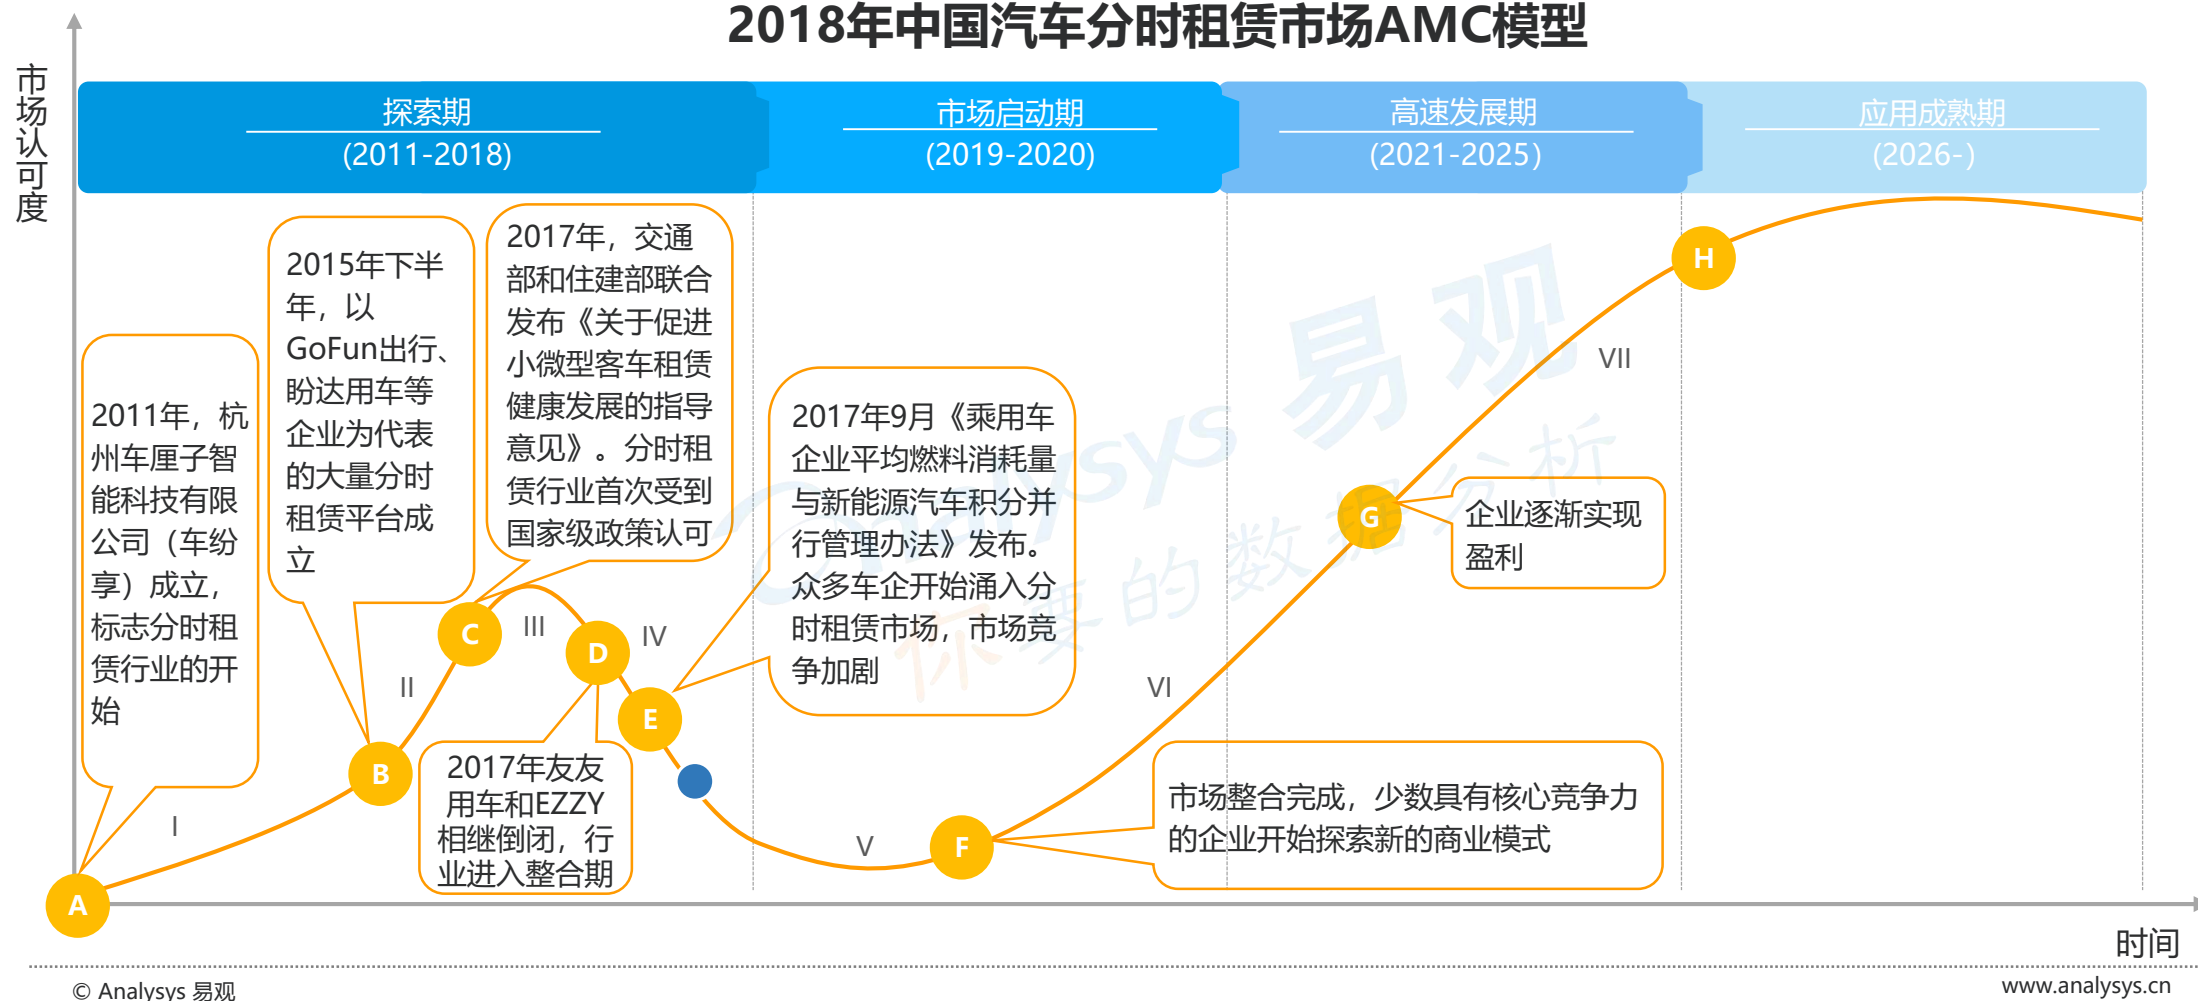 2018年中国汽车分时租赁市场AMC模型
市场认可度
探索期
(2011-2018)
市场启动期
(2019-2020)
高速发展期
(2021-2025)
应用成熟期
(2026-)
2011年，杭
州车厘子智
能科技有限
公司（车纷
享）成立，
标志分时租
赁行业的开
始
2015年下半
年，以
GoFun出行、
盼达用车等
企业为代表
的大量分时
租赁平台成
立
2017年，交通
部和住建部联合
发布《关于促进
小微型客车租赁
健康发展的指导
意见》。分时租
赁行业首次受到
国家级政策认可
2017年友友
用车和EZZY
相继倒闭，行
业进入整合期
2017年9月《乘用车
企业平均燃料消耗量
与新能源汽车积分并
行管理办法》发布。
众多车企开始涌入分
时租赁市场，市场竞
争加剧
市场整合完成，少数具有核心竞争力
的企业开始探索新的商业模式
企业逐渐实现
盈利
A
B
C
D
E
F
G
H
I
II
III
IV
V
VI
VII
Analysys 易观
你要的数据分析
时间
© Analysys 易观
www.analysys.cn